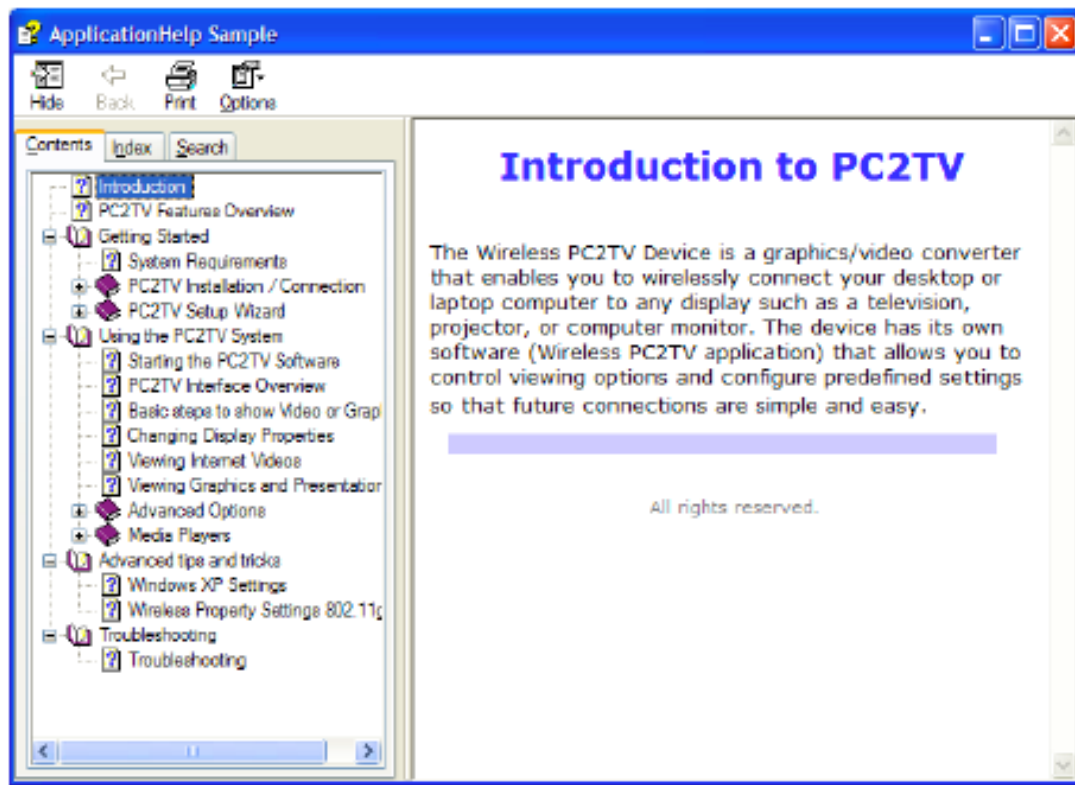 ApplicationHelp Sample
Hide Back Print Options
Contents Index Search
Introduction
PC2TV Features Overview
Getting Started
System Requirements
PC2TV Installation / Connection
PC2TV Setup Wizard
Using the PC2TV System
Starting the PC2TV Software
PC2TV Interface Overview
Basic steps to show Video or Grap
Changing Display Properties
Viewing Internet Videos
Viewing Graphics and Presentation
Advanced Options
Media Players
Advanced tips and tricks
Windows XP Settings
Wireless Property Settings 802.11g
Troubleshooting
Troubleshooting
Introduction to PC2TV
The Wireless PC2TV Device is a graphics/video converter
that enables you to wirelessly connect your desktop or
laptop computer to any display such as a television,
projector, or computer monitor. The device has its own
software (Wireless PC2TV application) that allows you to
control viewing options and configure predefined settings
so that future connections are simple and easy.
All rights reserved.